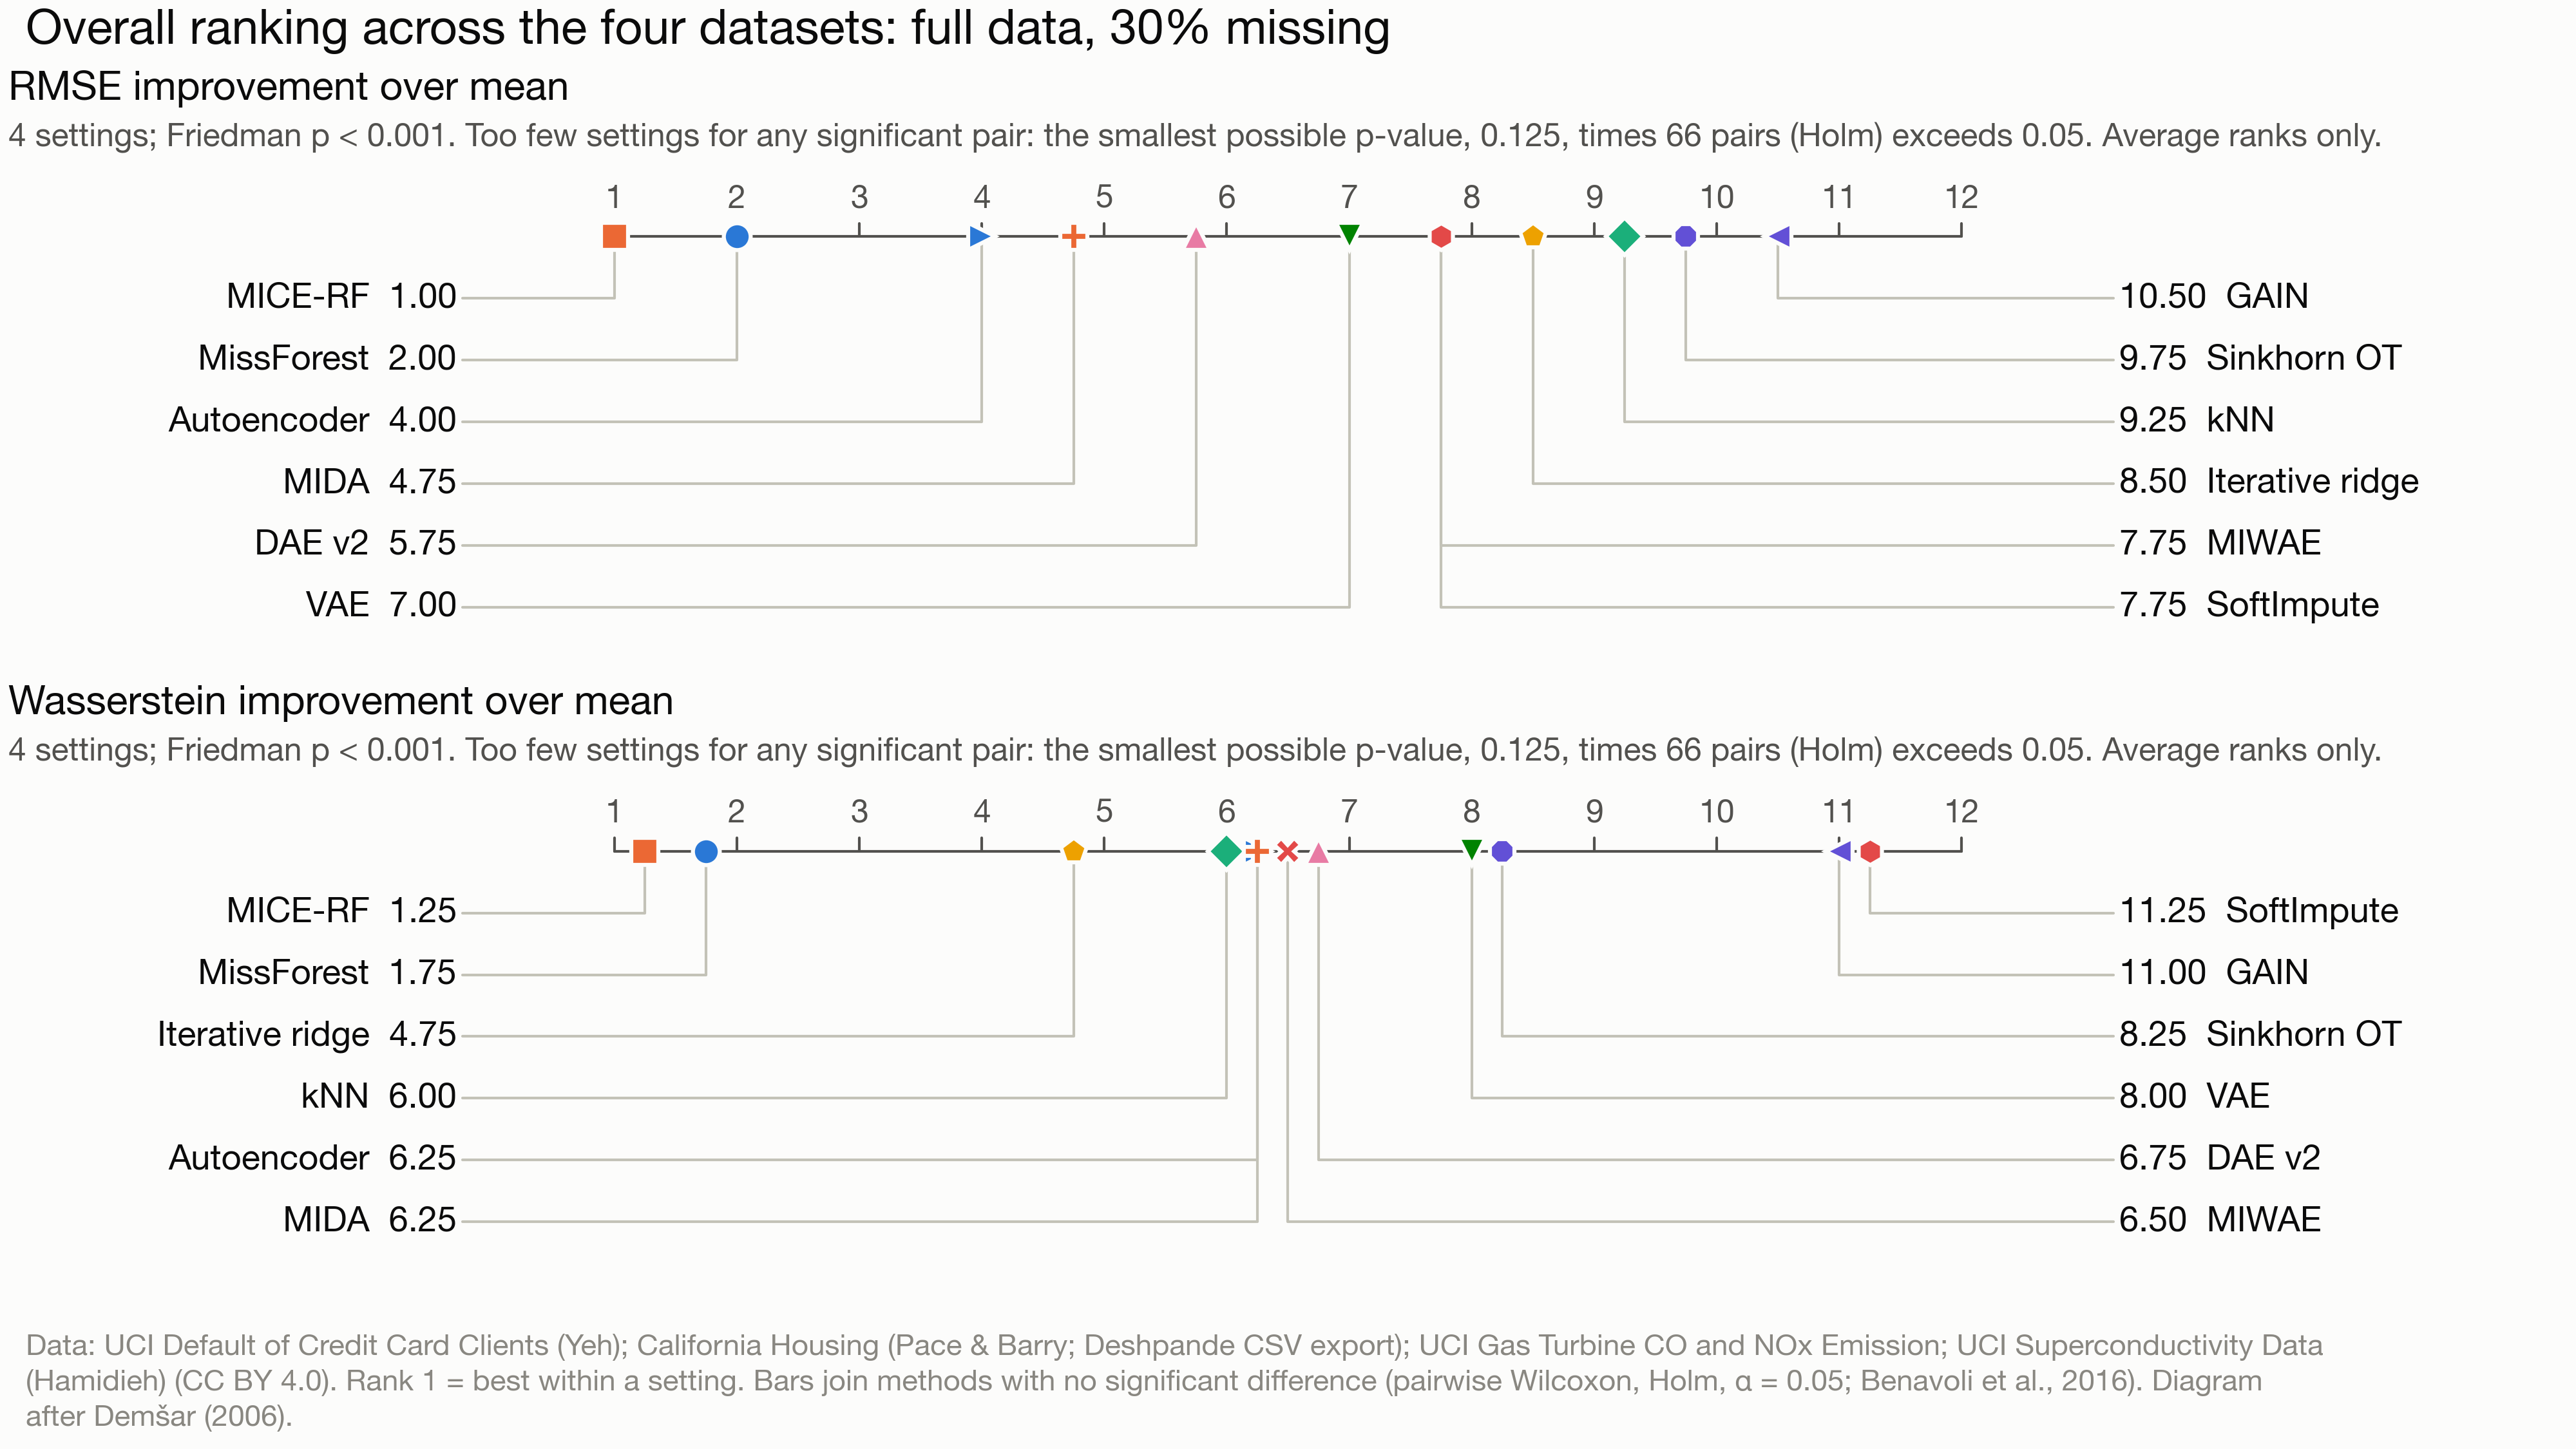 Overall ranking across the four datasets: full data, 30% missing
RMSE improvement over mean
4 settings; Friedman p < 0.001. Too few settings for any significant pair: the smallest possible p-value, 0.125, times 66 pairs (Holm) exceeds 0.05. Average ranks only.
1 2 3 4 5 6 7 8 9 10 11 12
MICE-RF 1.00 10.50 GAIN
MissForest 2.00 9.75 Sinkhorn OT
Autoencoder 4.00 9.25 kNN
MIDA 4.75 8.50 Iterative ridge
DAE v2 5.75 7.75 MIWAE
VAE 7.00 7.75 SoftImpute
Wasserstein improvement over mean
4 settings; Friedman p < 0.001. Too few settings for any significant pair: the smallest possible p-value, 0.125, times 66 pairs (Holm) exceeds 0.05. Average ranks only.
1 2 3 4 5 6 7 8 9 10 11 12
MICE-RF 1.25 11.25 SoftImpute
MissForest 1.75 11.00 GAIN
Iterative ridge 4.75 8.25 Sinkhorn OT
kNN 6.00 8.00 VAE
Autoencoder 6.25 6.75 DAE v2
MIDA 6.25 6.50 MIWAE
Data: UCI Default of Credit Card Clients (Yeh); California Housing (Pace & Barry; Deshpande CSV export); UCI Gas Turbine CO and NOx Emission; UCI Superconductivity Data
(Hamidieh) (CC BY 4.0). Rank 1 = best within a setting. Bars join methods with no significant difference (pairwise Wilcoxon, Holm, α = 0.05; Benavoli et al., 2016). Diagram
after Demšar (2006).